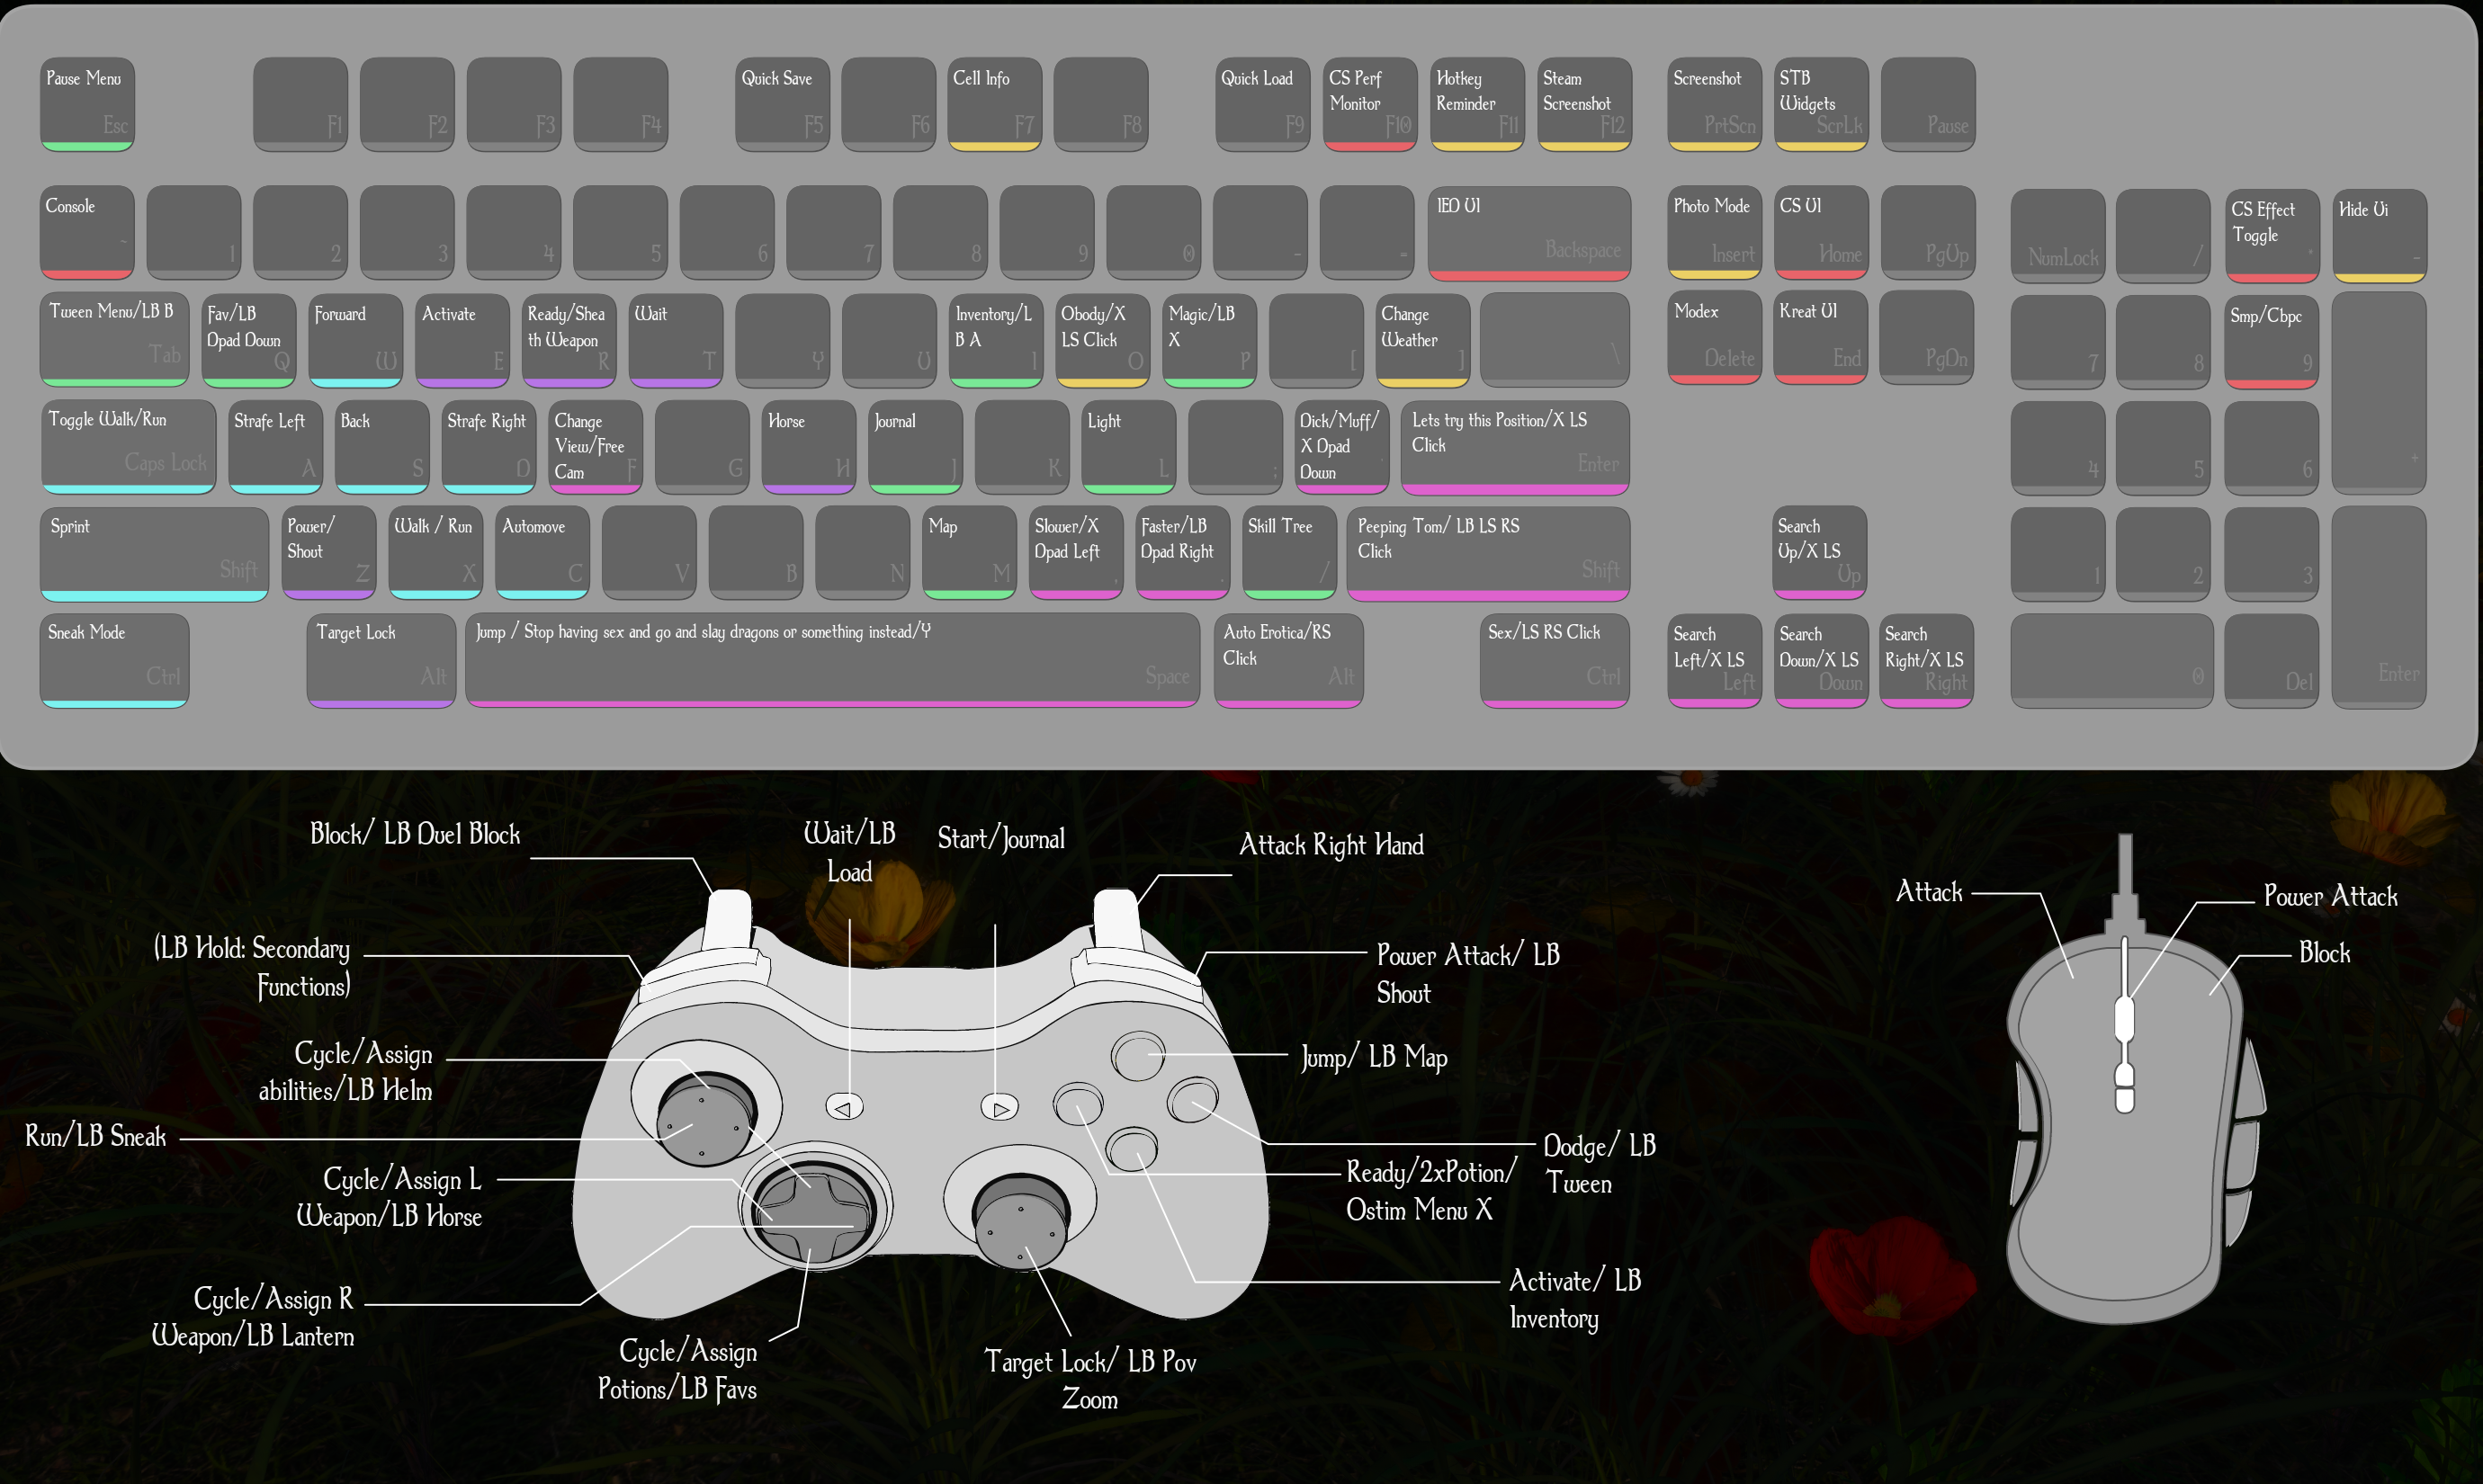 Pause Menu
Esc
F1
F2
F3
F4
Quick Save
F5
F6
Cell Info
F7
F8
Quick Load
F9
CS Perf
Monitor
F10
Hotkey
Reminder
F11
Steam
Screenshot
F12
Screenshot
PrtScn
STB
Widgets
ScrLk
Pause
Console
~
1
2
3
4
5
6
7
8
9
0
-
=
IED UI
Backspace
Photo Mode
Insert
CS UI
Home
PgUp
NumLock
/
CS Effect
Toggle
*
Hide Ui
-
Tween Menu/LB B
Tab
Fav/LB
Dpad Down
Q
Forward
W
Activate
E
Ready/Shea
th Weapon
R
Wait
T
Y
U
Inventory/L
B A
I
Obody/X
LS Click
O
Magic/LB
X
P
[
Change
Weather
]
\
Modex
Delete
Kreat UI
End
PgDn
7
8
Smp/Cbpc
9
+
Toggle Walk/Run
Caps Lock
Strafe Left
A
Back
S
Strafe Right
D
Change
View/Free
Cam
F
G
Horse
H
Journal
J
K
Light
L
;
Dick/Muff/
X Dpad
Down
'
Lets try this Position/X LS
Click
Enter
4
5
6
Sprint
Shift
Power/
Shout
Z
Walk / Run
X
Automove
C
V
B
N
Map
M
Slower/X
Dpad Left
,
Faster/LB
Dpad Right
.
Skill Tree
/
Peeping Tom/ LB LS RS
Click
Shift
Search
Up/X LS
Up
1
2
3
Enter
Sneak Mode
Ctrl
Target Lock
Alt
Jump / Stop having sex and go and slay dragons or something instead/Y
Space
Auto Erotica/RS
Click
Alt
Sex/LS RS Click
Ctrl
Search
Left/X LS
Left
Search
Down/X LS
Down
Search
Right/X LS
Right
0
Del
Block/ LB Duel Block
Wait/LB
Load
Start/Journal
Attack Right Hand
(LB Hold: Secondary
Functions)
Power Attack/ LB
Shout
Cycle/Assign
abilities/LB Helm
Jump/ LB Map
Run/LB Sneak
Dodge/ LB
Tween
Cycle/Assign L
Weapon/LB Horse
Ready/2xPotion/
Ostim Menu X
Cycle/Assign R
Weapon/LB Lantern
Activate/ LB
Inventory
Cycle/Assign
Potions/LB Favs
Target Lock/ LB Pov
Zoom
Attack
Power Attack
Block